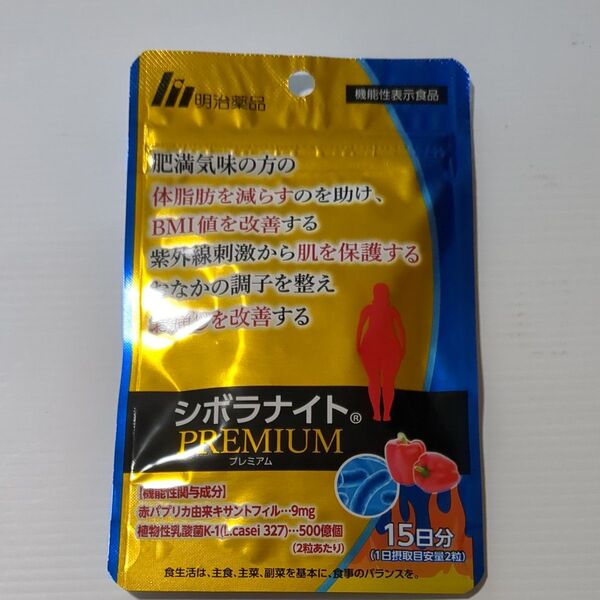 明治薬品
機能性表示食品
肥満気味の方の
体脂肪を減らすのを助け、
BMI値を改善する
紫外線刺激から肌を保護する
おなかの調子を整え
を改善する
シボラナイト®
PREMIUM
プレミアム
【機能性関与成分】
赤パプリカ由来キサントフィル…9mg
植物性乳酸菌K-1(L.casei 327)…500億個
(2粒あたり)
15日分
(1日摂取目安量2粒)
食生活は、主食、主菜、副菜を基本に、食事のバランスを。